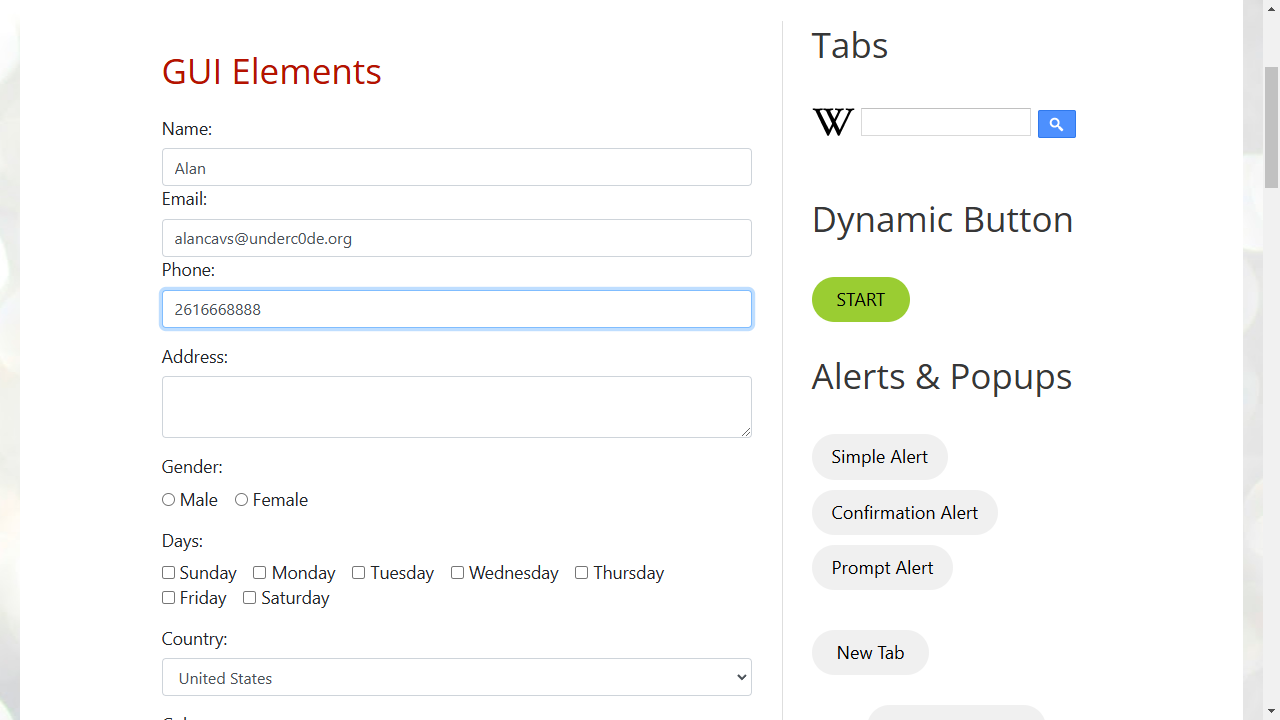 GUI Elements
Name:
Alan
Email:
alancavs@underc0de.org
Phone:
2616668888
Address:
Gender:
Male Female
Days:
Sunday Monday Tuesday Wednesday Thursday
Friday Saturday
Country:
United States
Tabs
W
Dynamic Button
START
Alerts & Popups
Simple Alert
Confirmation Alert
Prompt Alert
New Tab